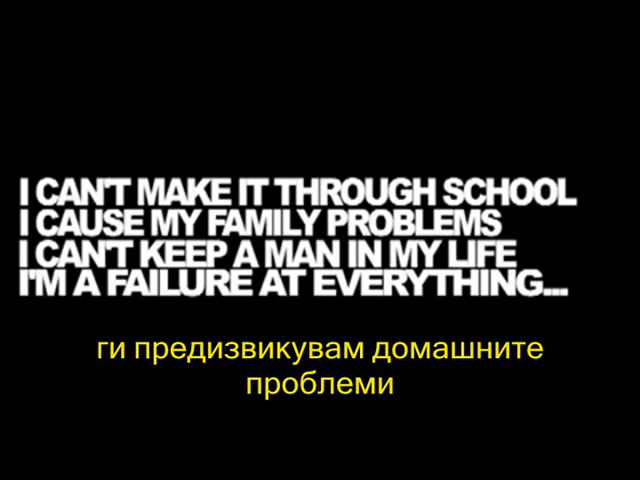 I CAN'T MAKE IT THROUGH SCHOOL
I CAUSE MY FAMILY PROBLEMS
I CAN'T KEEP A MAN IN MY LIFE
I'M A FAILURE AT EVERYTHING...
ги предизвикувам домашните
проблеми